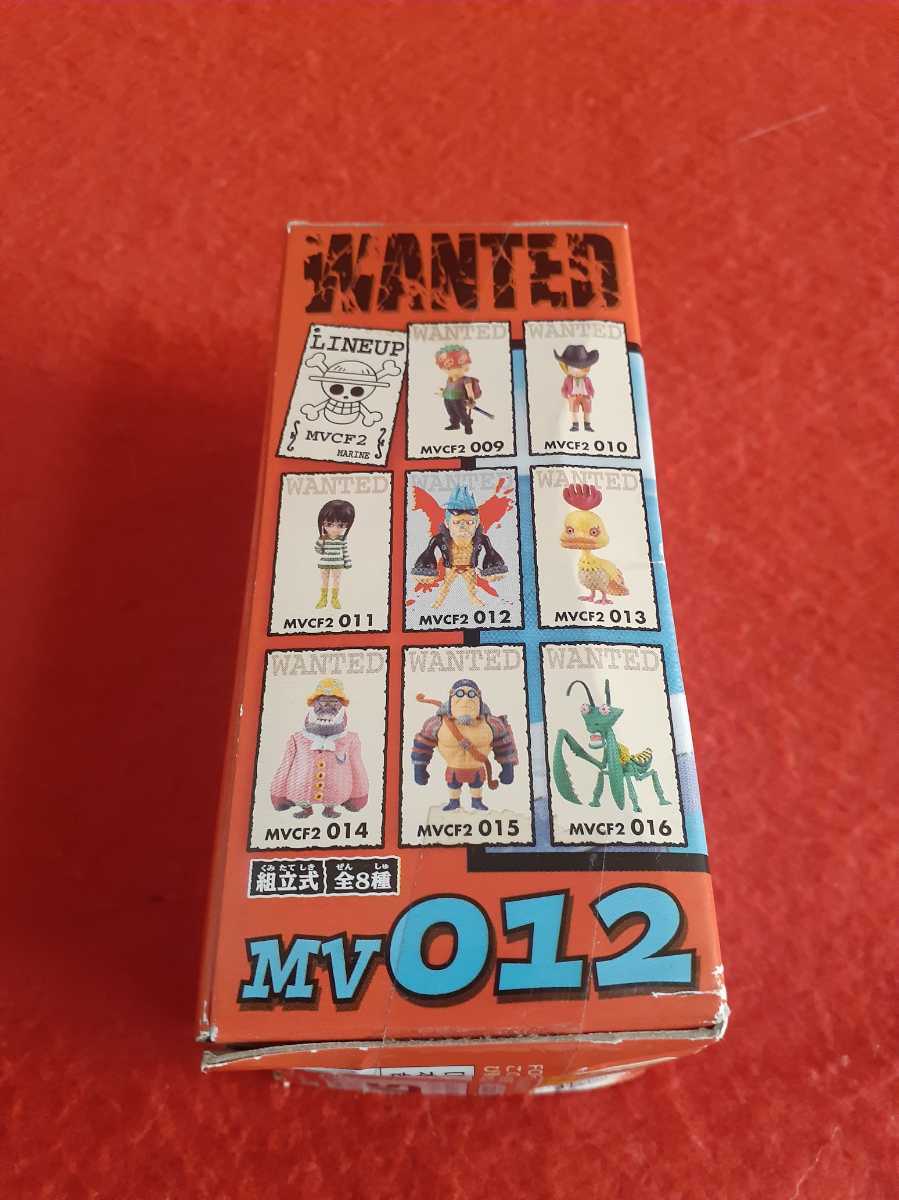 WANTED
LINEUP
MVCF2
MARINE
WANTED
MVCF2 009
WANTED
MVCF2 010
WANTED
MVCF2 011
WANTED
MVCF2 012
WANTED
MVCF2 013
WANTED
MVCF2 014
WANTED
MVCF2 015
WANTED
MVCF2 016
くみたてしき ぜん しゅ
組立式 全8種
MV012